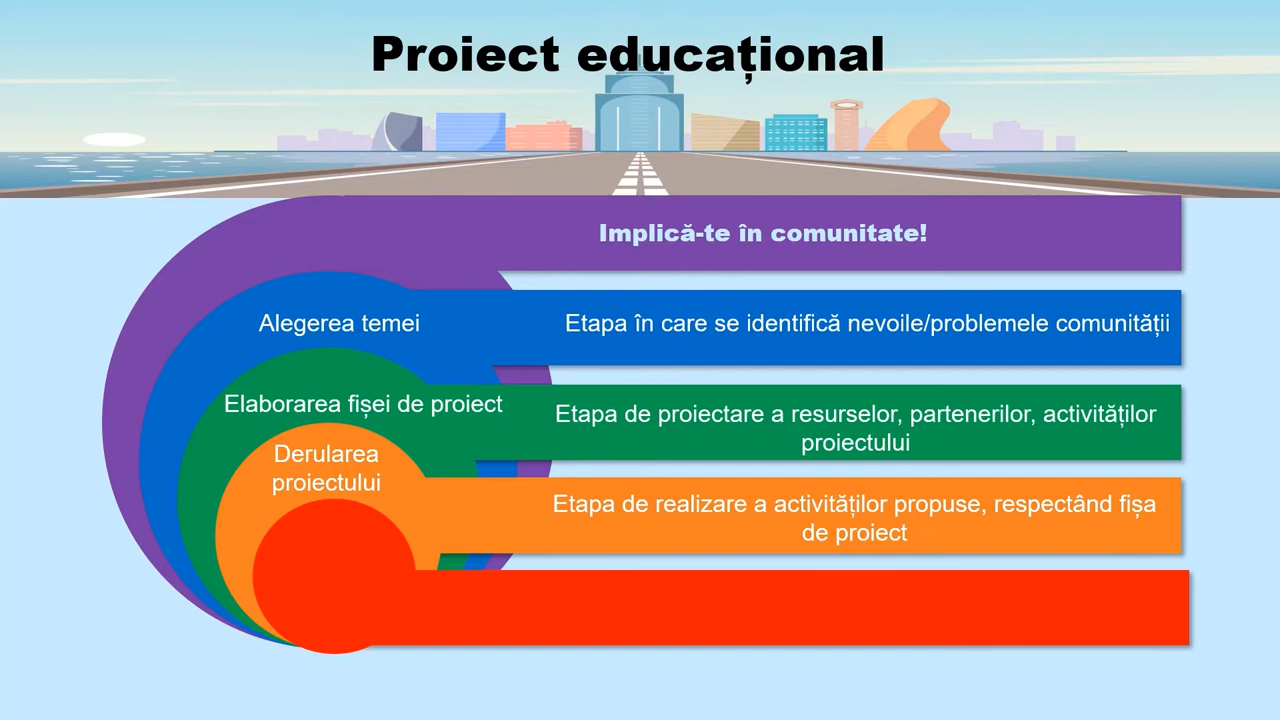 Proiect educațional
Implică-te în comunitate!
Alegerea temei
Etapa în care se identifică nevoile/problemele comunității
Elaborarea fișei de proiect
Etapa de proiectare a resurselor, partenerilor, activităților
proiectului
Derularea
proiectului
Etapa de realizare a activităților propuse, respectând fișa
de proiect